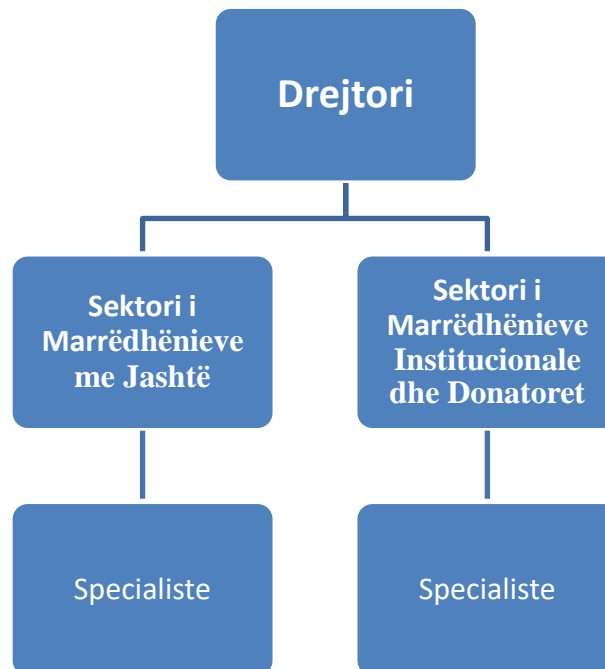 Drejtori
Sektori i
Marrëdhënieve
me Jashtë
Sektori i
Marrëdhënieve
Institucionale
dhe Donatoret
Specialiste
Specialiste